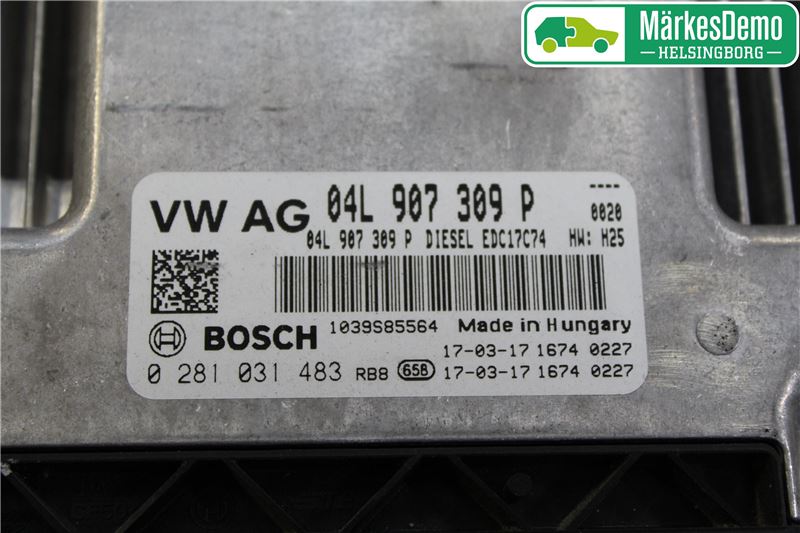 MärkesDemo
HELSINGBORG
VW AG 04L 907 309 P ----
0020
04L 907 309 P DIESEL EDC17C74 HW: H25
1039S85564 Made in Hungary
BOSCH
17-03-17 1674 0227
0 281 031 483 RB8 658 17-03-17 1674 0227